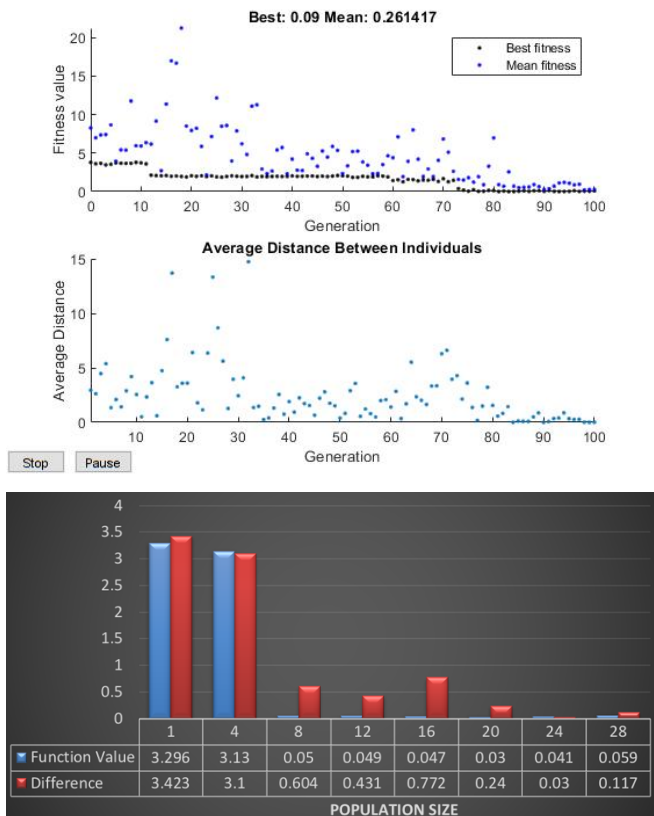 Best: 0.09 Mean: 0.261417
Best fitness
Mean fitness
Fitness value
20
15
10
5
0
0 10 20 30 40 50 60 70 80 90 100
Generation
Average Distance Between Individuals
Average Distance
15
10
5
0
10 20 30 40 50 60 70 80 90 100
Generation
Stop Pause
4
3.5
3
2.5
2
1.5
1
0.5
0
1 4 8 12 16 20 24 28
Function Value 3.296 3.13 0.05 0.049 0.047 0.03 0.041 0.059
Difference 3.423 3.1 0.604 0.431 0.772 0.24 0.03 0.117
POPULATION SIZE